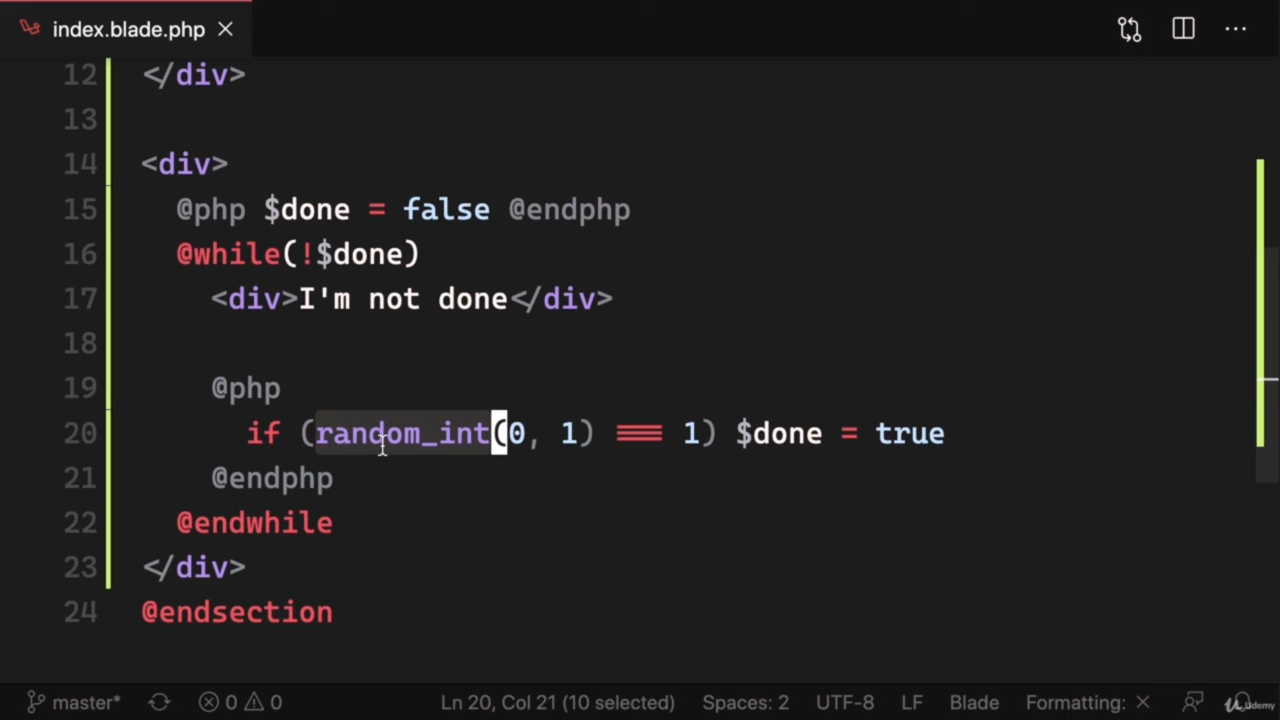 index.blade.php
12 </div>
13
14 <div>
15 @php $done = false @endphp
16 @while(!$done)
17 <div>I'm not done</div>
18
19 @php
20 if (random_int(0, 1) === 1) $done = true
21 @endphp
22 @endwhile
23 </div>
24 @endsection
master* 0 0 Ln 20, Col 21 (10 selected) Spaces: 2 UTF-8 LF Blade Formatting: ×
udemy